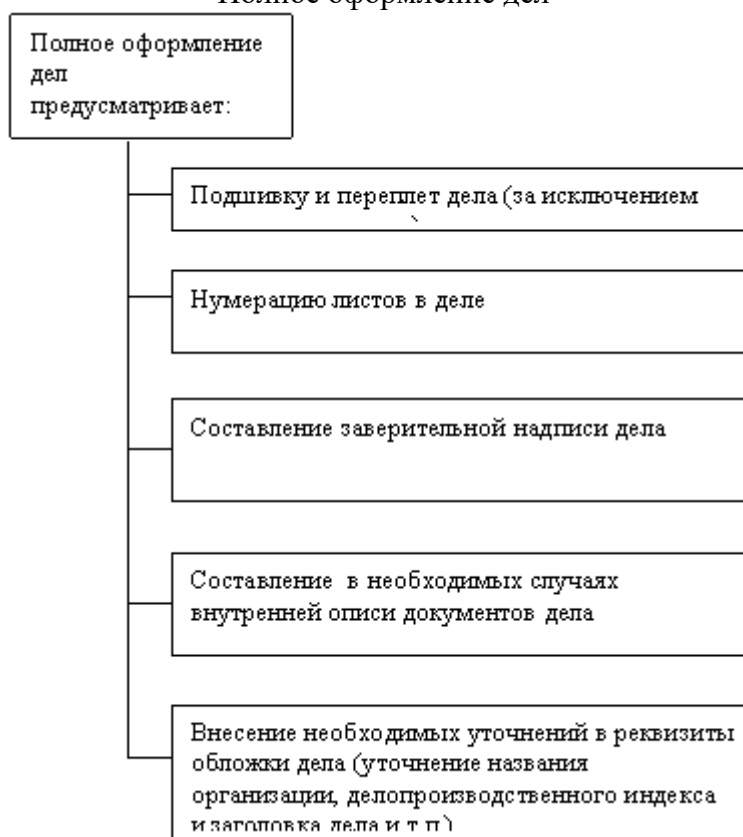 Полное оформление дел
Полное оформление
дел
предусматривает:
Подшивку и переплет дела (за исключением
Нумерацию листов в деле
Составление заверительной надписи дела
Составление в необходимых случаях
внутренней описи документов дела
Внесение необходимых уточнений в реквизиты
обложки дела (уточнение названия
организации, делопроизводственного индекса
и заголовка дела и т.п)